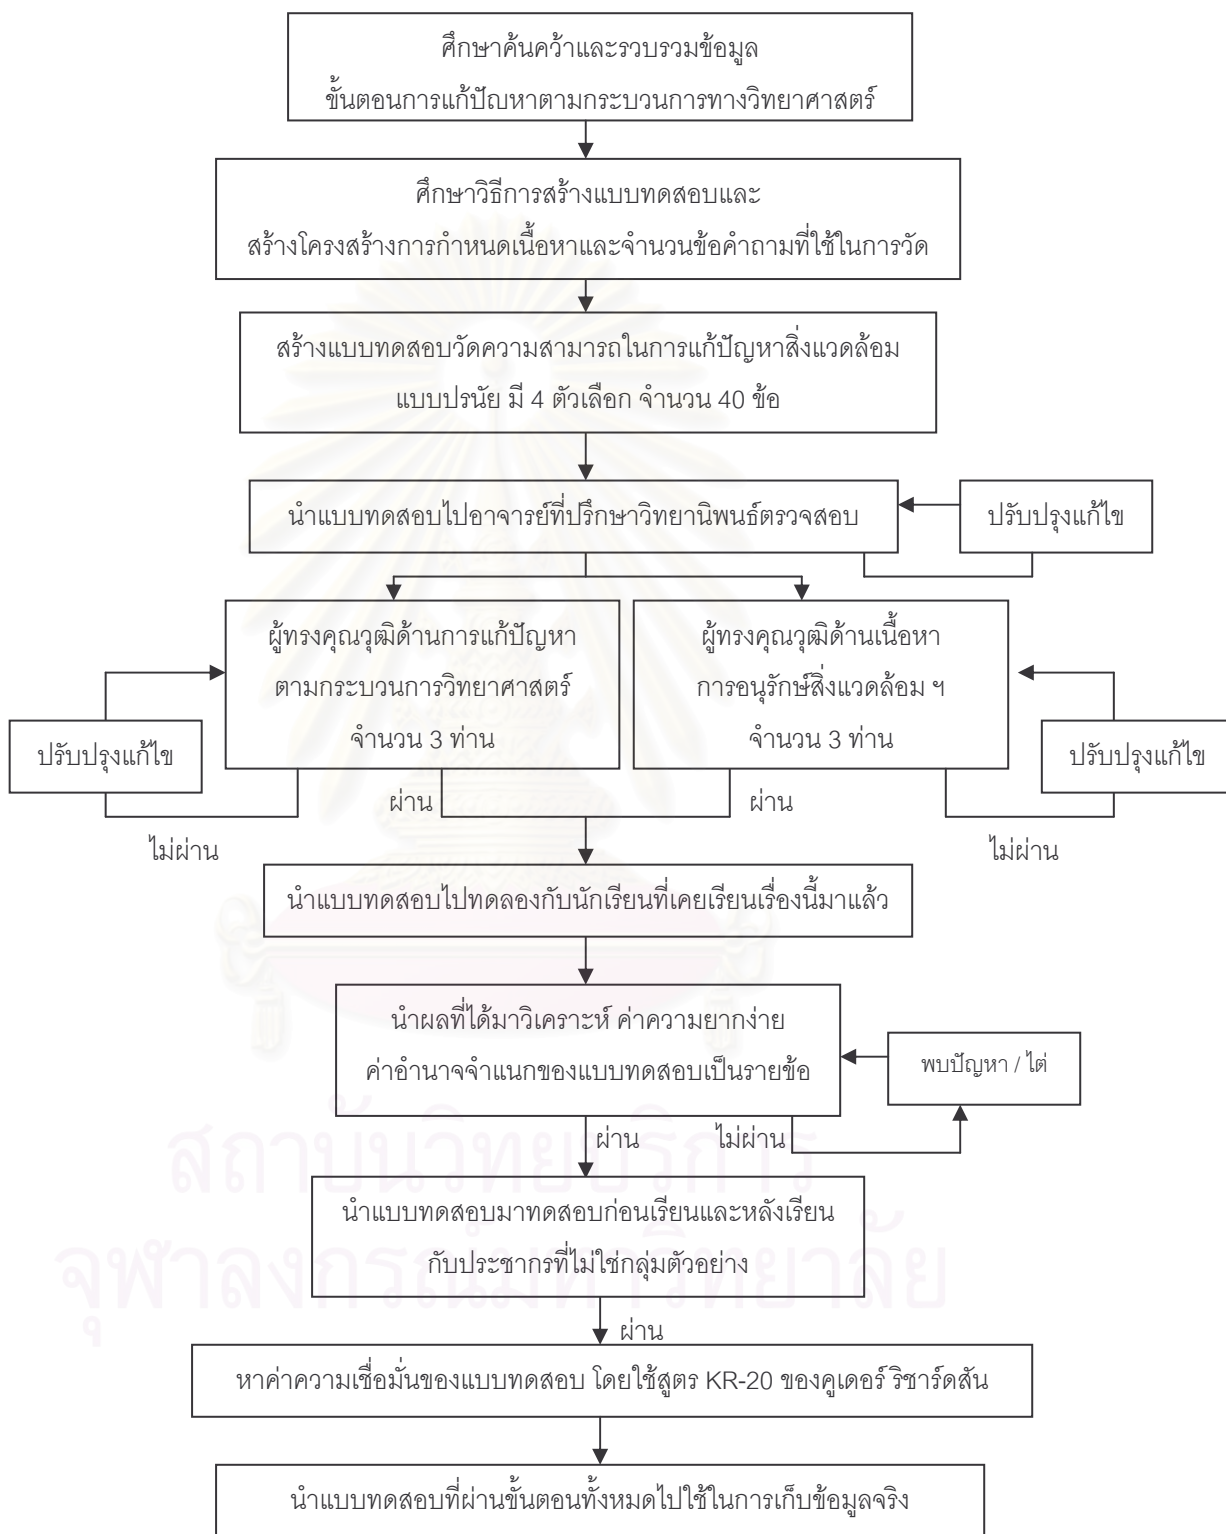 ศึกษาค้นคว้าและรวบรวมข้อมูล
ขั้นตอนการแก้ปัญหาตามกระบวนการทางวิทยาศาสตร์
ศึกษาวิธีการสร้างแบบทดสอบและ
สร้างโครงสร้างการกำหนดเนื้อหาและจำนวนข้อคำถามที่ใช้ในการวัด
สร้างแบบทดสอบวัดความสามารถในการแก้ปัญหาสิ่งแวดล้อม
แบบปรนัย มี 4 ตัวเลือก จำนวน 40 ข้อ
นำแบบทดสอบไปอาจารย์ที่ปรึกษาวิทยานิพนธ์ตรวจสอบ
ปรับปรุงแก้ไข
ผู้ทรงคุณวุฒิด้านการแก้ปัญหา
ตามกระบวนการวิทยาศาสตร์
จำนวน 3 ท่าน
ผู้ทรงคุณวุฒิด้านเนื้อหา
การอนุรักษ์สิ่งแวดล้อม ฯ
จำนวน 3 ท่าน
ปรับปรุงแก้ไข
ปรับปรุงแก้ไข
ผ่าน
ผ่าน
ไม่ผ่าน
ไม่ผ่าน
นำแบบทดสอบไปทดลองกับนักเรียนที่เคยเรียนเรื่องนี้มาแล้ว
นำผลที่ได้มาวิเคราะห์ ค่าความยากง่าย
ค่าอำนาจจำแนกของแบบทดสอบเป็นรายข้อ
พบปัญหา / ไต่
ผ่าน
ไม่ผ่าน
นำแบบทดสอบมาทดสอบก่อนเรียนและหลังเรียน
กับประชากรที่ไม่ใช่กลุ่มตัวอย่าง
ผ่าน
หาค่าความเชื่อมั่นของแบบทดสอบ โดยใช้สูตร KR-20 ของคูเดอร์ ริชาร์ดสัน
นำแบบทดสอบที่ผ่านขั้นตอนทั้งหมดไปใช้ในการเก็บข้อมูลจริง
สถาบันวิทยบริการ
จุฬาลงกรณ์มหาวิทยาลัย